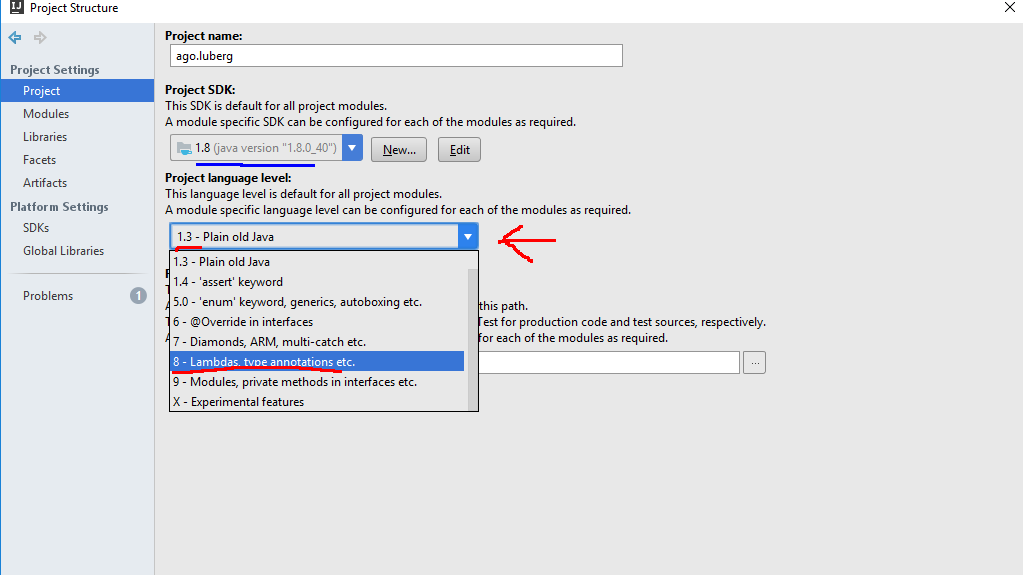 IJ Project Structure
Project Settings
Project
Modules
Libraries
Facets
Artifacts
Platform Settings
SDKs
Global Libraries
Problems 1
Project name:
ago.luberg
Project SDK:
This SDK is default for all project modules.
A module specific SDK can be configured for each of the modules as required.
1.8 (java version "1.8.0_40") New... Edit
Project language level:
This language level is default for all project modules.
A module specific language level can be configured for each of the modules as required.
1.3 - Plain old Java
1.3 - Plain old Java
1.4 - 'assert' keyword
5.0 - 'enum' keyword, generics, autoboxing etc. this path.
6 - @Override in interfaces Test for production code and test sources, respectively.
7 - Diamonds, ARM, multi-catch etc. for each of the modules as required.
8 - Lambdas, type annotations etc. ...
9 - Modules, private methods in interfaces etc.
X - Experimental features